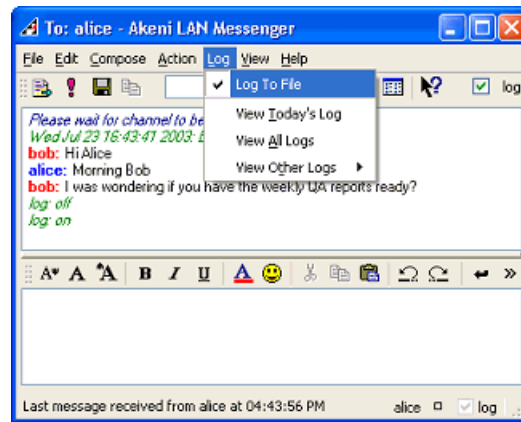 To: alice - Akeni LAN Messenger
File Edit Compose Action Log View Help
log
Log To File
View Today's Log
View All Logs
View Other Logs
Please wait for channel to be
Wed Jul 23 16:43:41 2003:
bob: Hi Alice
alice: Morning Bob
bob: I was wondering if you have the weekly QA reports ready?
log: off
log: on
A A A B I U A
Last message received from alice at 04:43:56 PM
alice
log